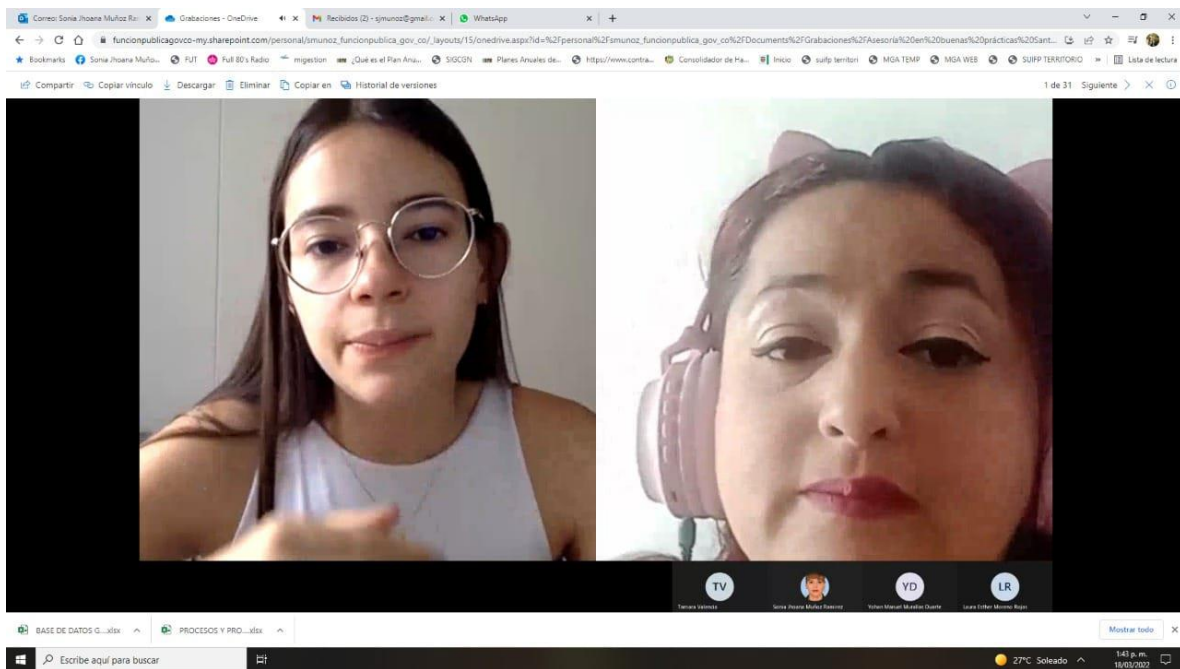 Correo: Sonia Jhoana Muñoz Ra
Grabaciones - OneDrive
Recibidos (2) - sjmunoz@gmail.c
WhatsApp
funcionpublicagovco-my.sharepoint.com/personal/smunoz_funcionpublica_gov_co/_layouts/15/onedrive.aspx?id=%2Fpersonal%2Fsmunoz_funcionpublica_gov_co%2FDocuments%2FGrabaciones%2FAsesoría%20en%20buenas%20prácticas%20Sant...
Bookmarks Sonia Jhoana Muño... FUT Full 80's Radio migestion ¿Qué es el Plan Anu... SIGCGN Planes Anuales de... https://www.contra... Consolidador de Ha... Inicio suifp territori MGA TEMP MGA WEB SUIFP TERRITORIO » Lista de lectura
Compartir Copiar vínculo Descargar Eliminar Copiar en Historial de versiones 1 de 31 Siguiente
TV YD LR
Tamara Valencia Sonia Jhoana Muñoz Ramirez Yohan Manuel Duarte Laura Esther Moreno Rojas
BASE DE DATOS G....xlsx PROCESOS Y PRO....xlsx Mostrar todo
Escribe aquí para buscar 27°C Soleado 1:43 p. m.
18/03/2022